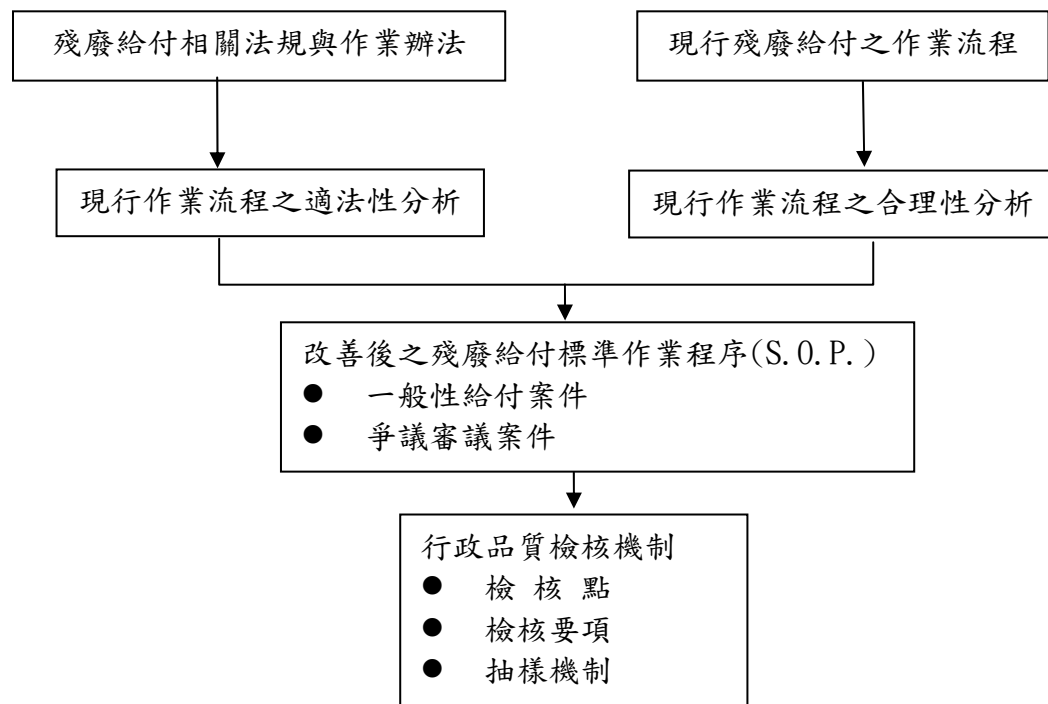 殘廢給付相關法規與作業辦法
現行殘廢給付之作業流程
現行作業流程之適法性分析
現行作業流程之合理性分析
改善後之殘廢給付標準作業程序(S.O.P.)
● 一般性給付案件
● 爭議審議案件
行政品質檢核機制
● 檢 核 點
● 檢核要項
● 抽樣機制